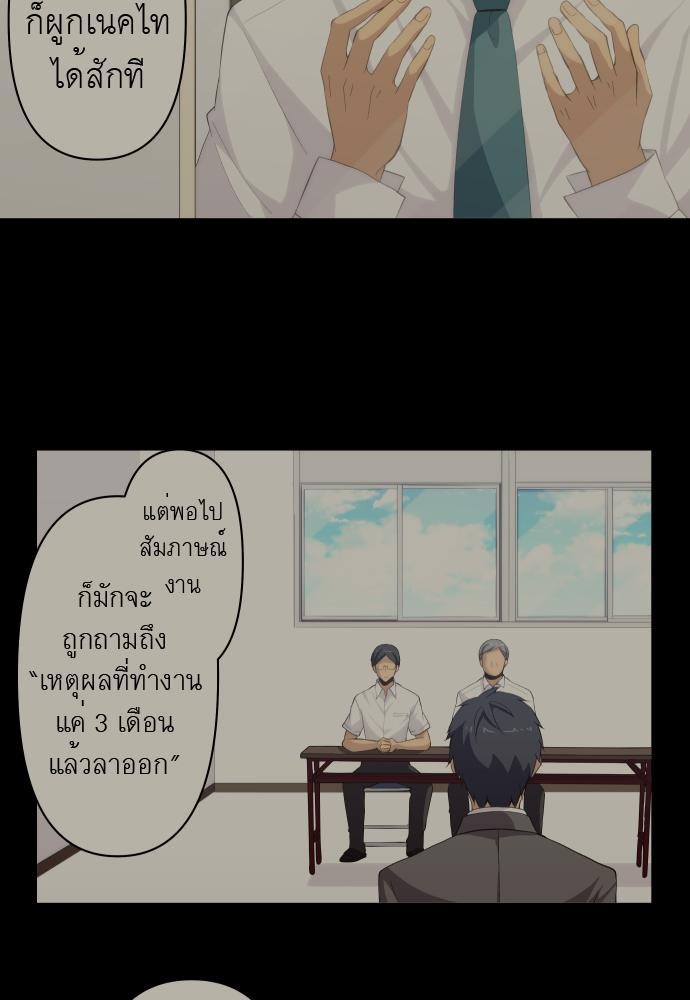 ก็ผูกเนคไท
ได้สักที
แต่พอไป
สัมภาษณ์
งาน
ก็มักจะ
ถูกถามถึง
“เหตุผลที่ทำงาน
แค่ 3 เดือน
แล้วลาออก”